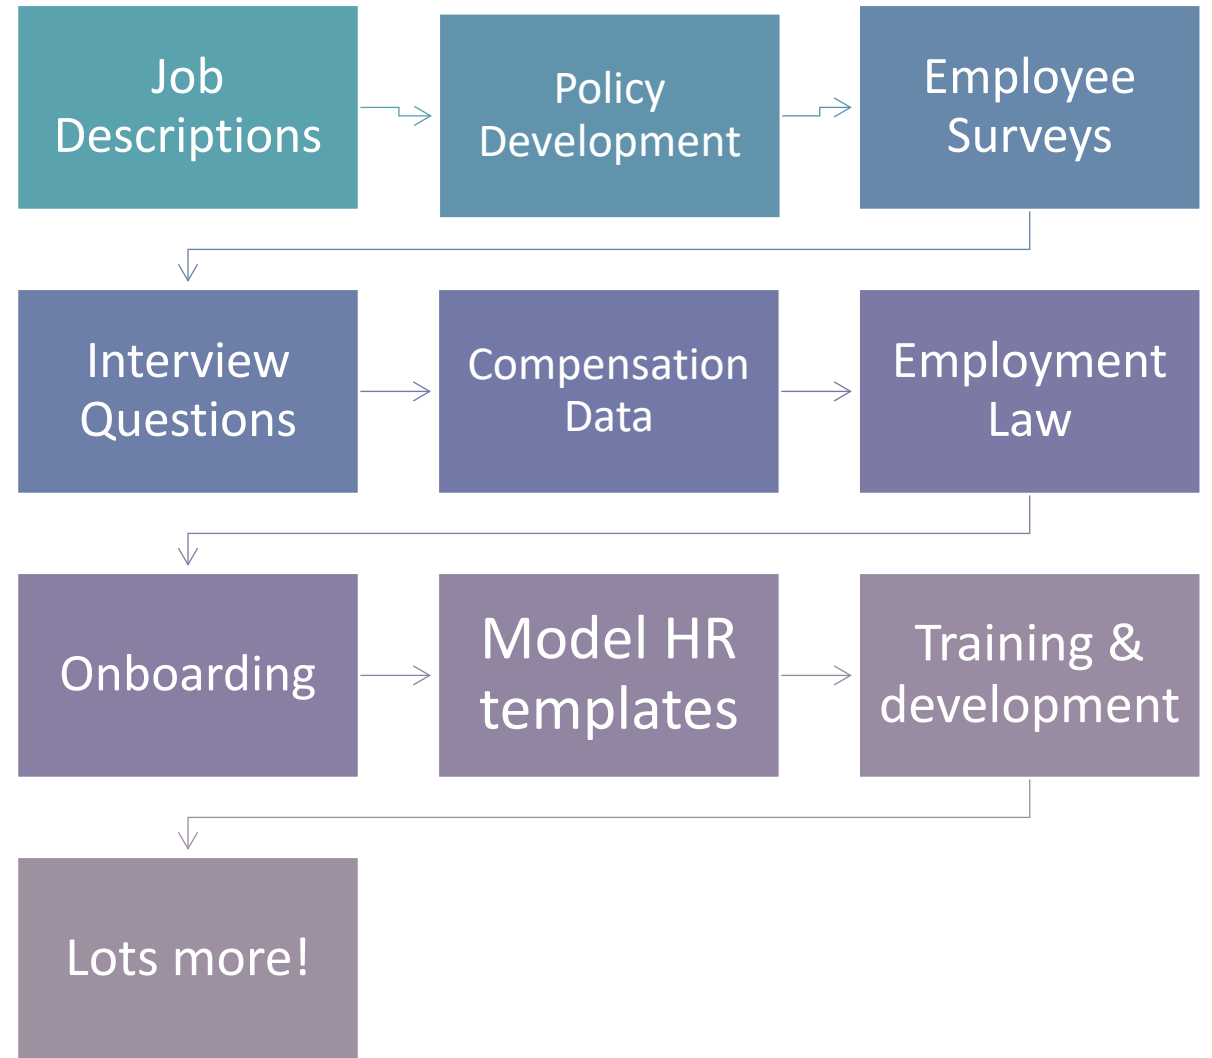 Job
Descriptions
Policy
Development
Employee
Surveys
Interview
Questions
Compensation
Data
Employment
Law
Onboarding
Model HR
templates
Training &
development
Lots more!